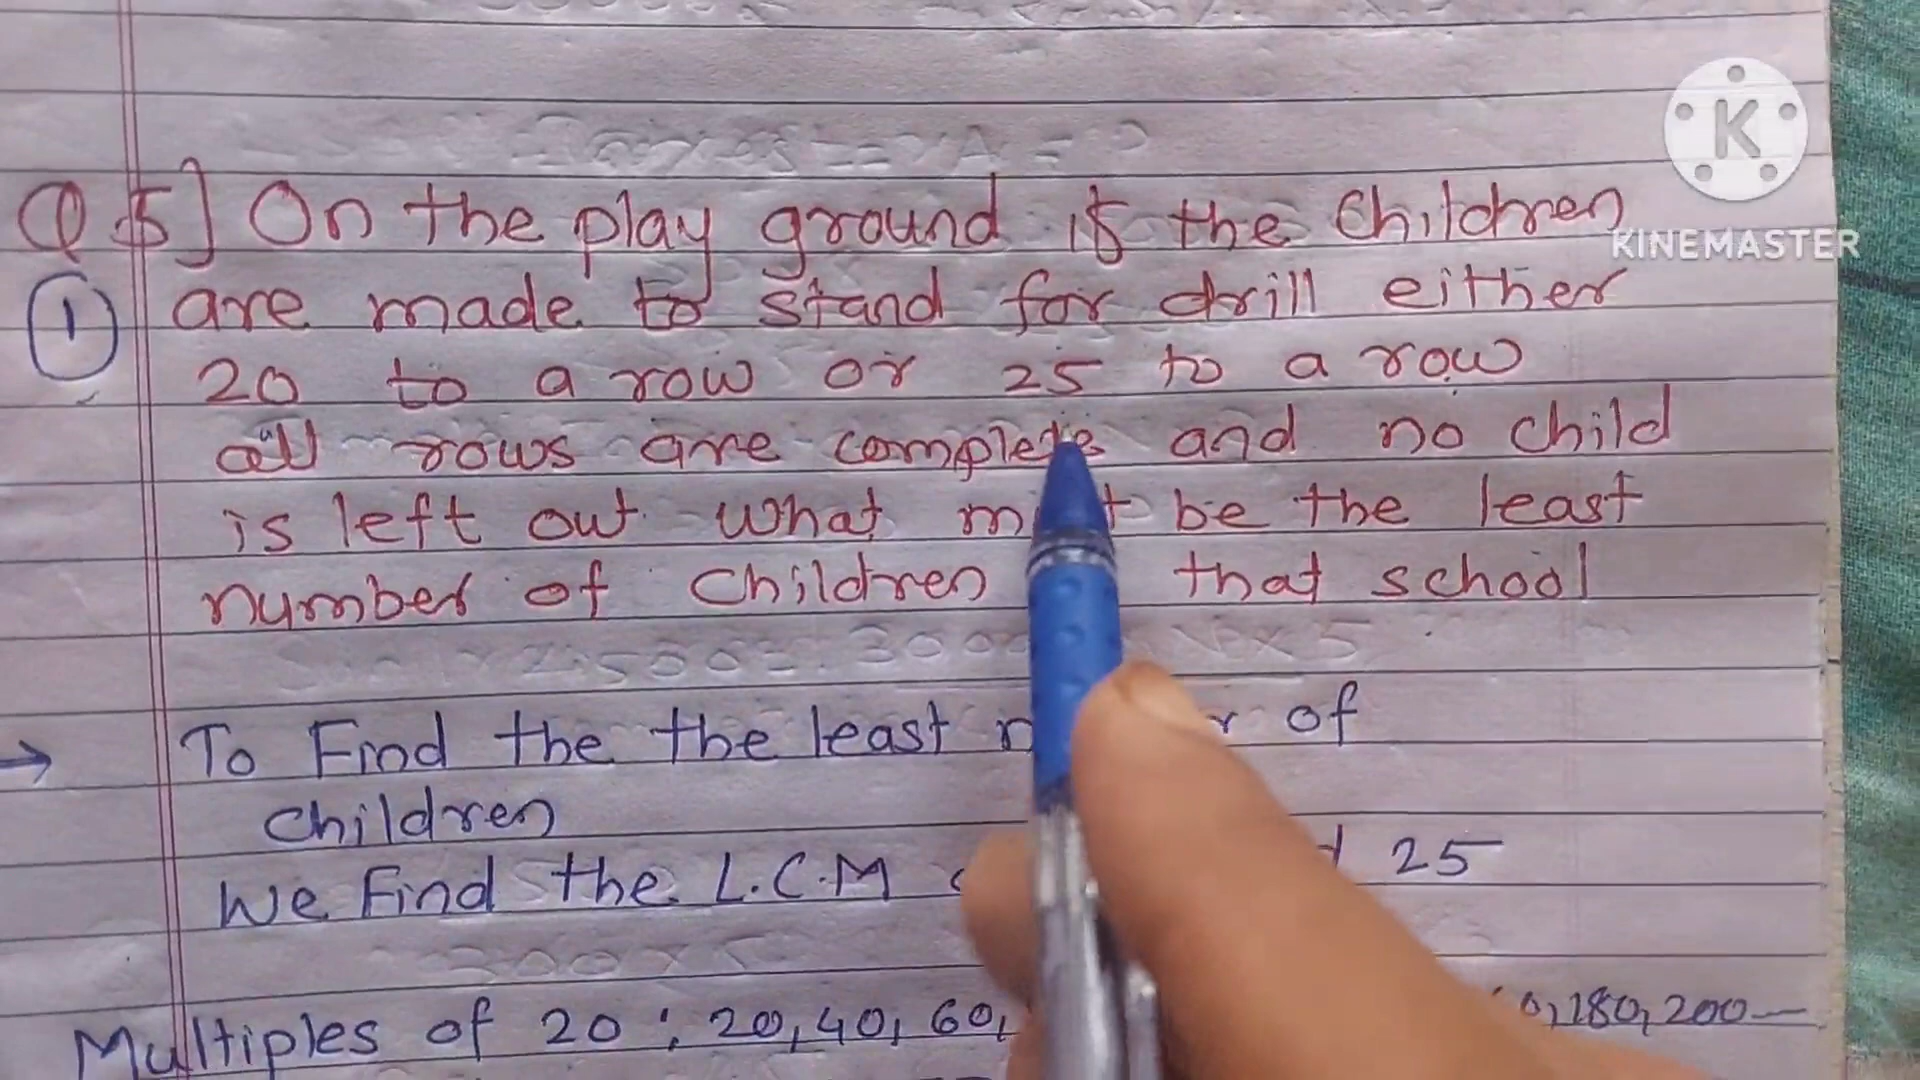 Q.5] On the play ground if the children
① are made to stand for drill either
20 to a row or 25 to a row
all rows are complete and no child
is left out what be the least
number of children that school
→ To Find the the least of
children
We Find the L.C.M 25
Multiples of 20 : 20, 40, 60, 180, 200
K
KINEMASTER